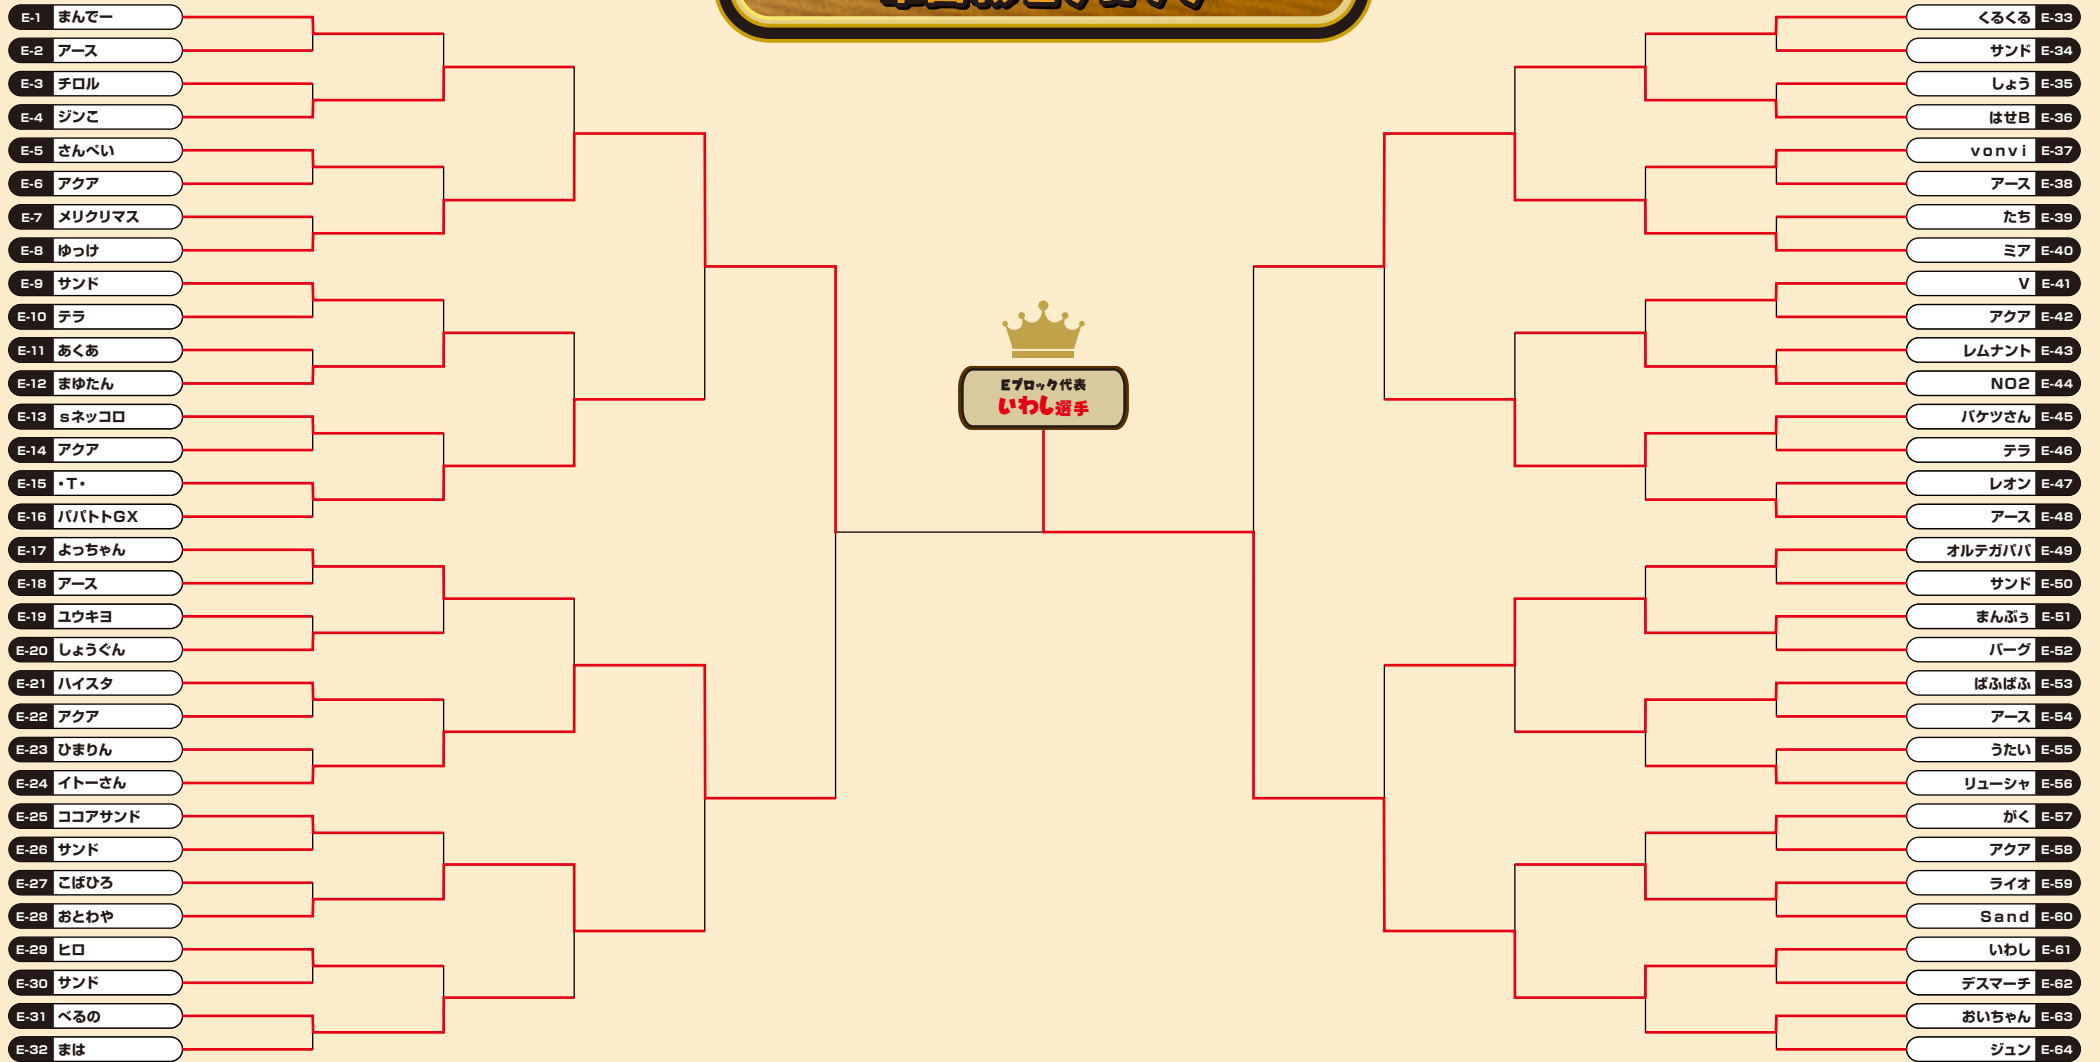 E-1 まんでー
E-2 アース
E-3 チロル
E-4 ジンこ
E-5 さんぺい
E-6 アクア
E-7 メリクリマス
E-8 ゆっけ
E-9 サンド
E-10 テラ
E-11 あくあ
E-12 まゆたん
E-13 sネッコロ
E-14 アクア
E-15 ・T・
E-16 パパトトGX
E-17 よっちゃん
E-18 アース
E-19 ユウキヨ
E-20 しょうぐん
E-21 ハイスタ
E-22 アクア
E-23 ひまりん
E-24 イトーさん
E-25 ココアサンド
E-26 サンド
E-27 こばひろ
E-28 おとわや
E-29 ヒロ
E-30 サンド
E-31 べるの
E-32 まは
Eブロック代表
いわし選手
くるくる E-33
サンド E-34
しょう E-35
はせB E-36
vonvi E-37
アース E-38
たち E-39
ミア E-40
V E-41
アクア E-42
レムナント E-43
NO2 E-44
バケツさん E-45
テラ E-46
レオン E-47
アース E-48
オルテガパパ E-49
サンド E-50
まんぶぅ E-51
バーグ E-52
ぱふぱふ E-53
アース E-54
うたい E-55
リューシャ E-56
がく E-57
アクア E-58
ライオ E-59
Sand E-60
いわし E-61
デスマーチ E-62
おいちゃん E-63
ジュン E-64